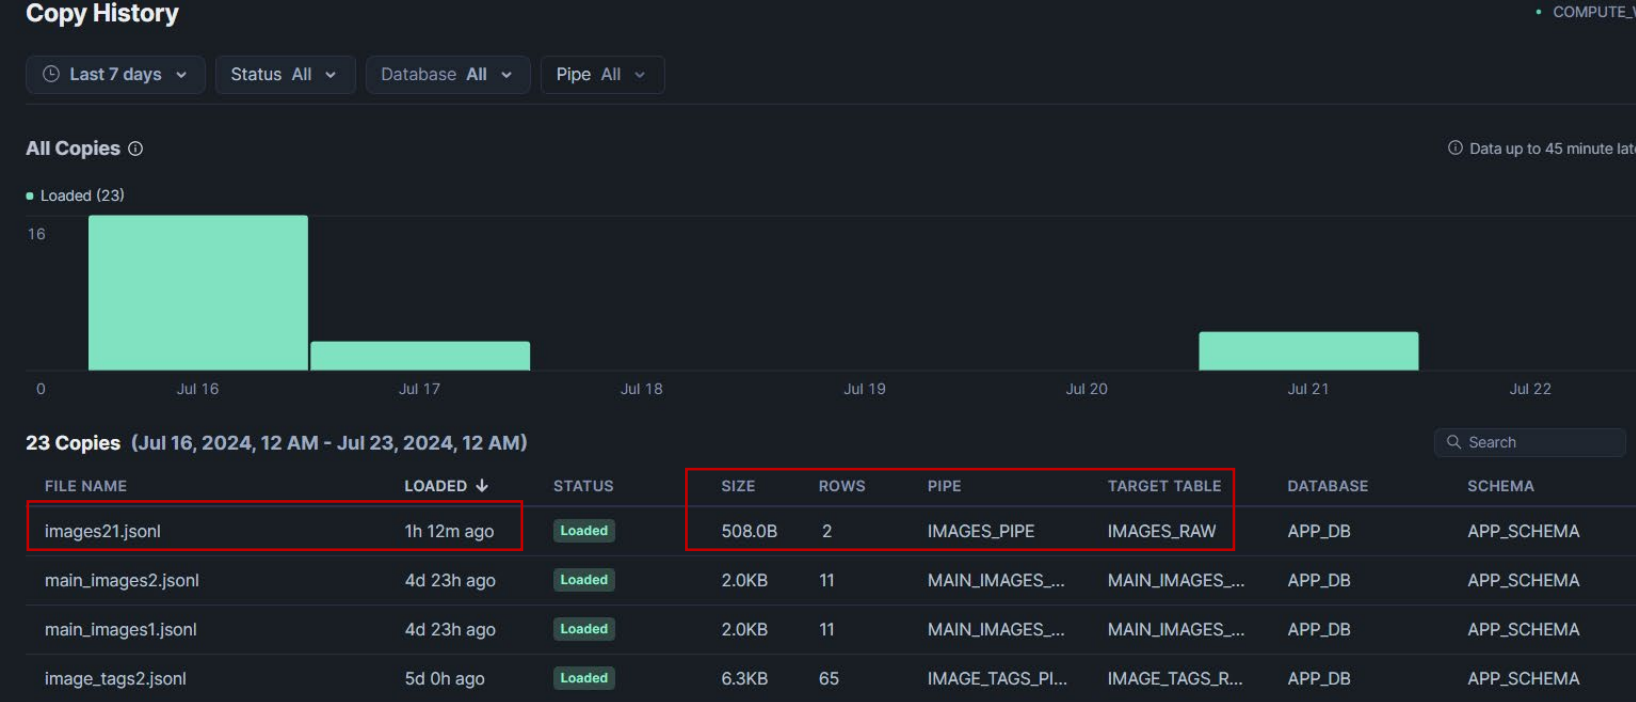 Copy History
COMPUTE_
Last 7 days Status All Database All Pipe All
All Copies
Data up to 45 minute
Loaded (23)
16
0 Jul 16 Jul 17 Jul 18 Jul 19 Jul 20 Jul 21 Jul 22
23 Copies (Jul 16, 2024, 12 AM - Jul 23, 2024, 12 AM)
Search
FILE NAME LOADED STATUS SIZE ROWS PIPE TARGET TABLE DATABASE SCHEMA
images21.jsonl 1h 12m ago Loaded 508.0B 2 IMAGES_PIPE IMAGES_RAW APP_DB APP_SCHEMA
main_images2.jsonl 4d 23h ago Loaded 2.0KB 11 MAIN_IMAGES_... MAIN_IMAGES_... APP_DB APP_SCHEMA
main_images1.jsonl 4d 23h ago Loaded 2.0KB 11 MAIN_IMAGES_... MAIN_IMAGES_... APP_DB APP_SCHEMA
image_tags2.jsonl 5d 0h ago Loaded 6.3KB 65 IMAGE_TAGS_PI... IMAGE_TAGS_R... APP_DB APP_SCHEMA